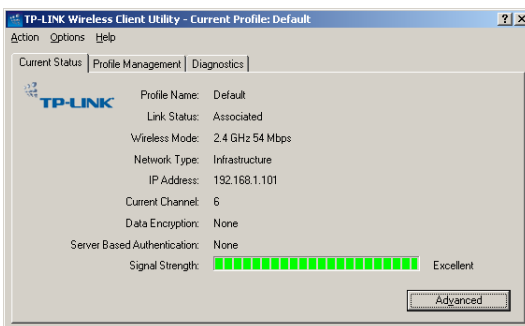 TP-LINK Wireless Client Utility - Current Profile: Default
Action Options Help
Current Status Profile Management Diagnostics
TP-LINK
Profile Name: Default
Link Status: Associated
Wireless Mode: 2.4 GHz 54 Mbps
Network Type: Infrastructure
IP Address: 192.168.1.101
Current Channel: 6
Data Encryption: None
Server Based Authentication: None
Signal Strength: Excellent
Advanced